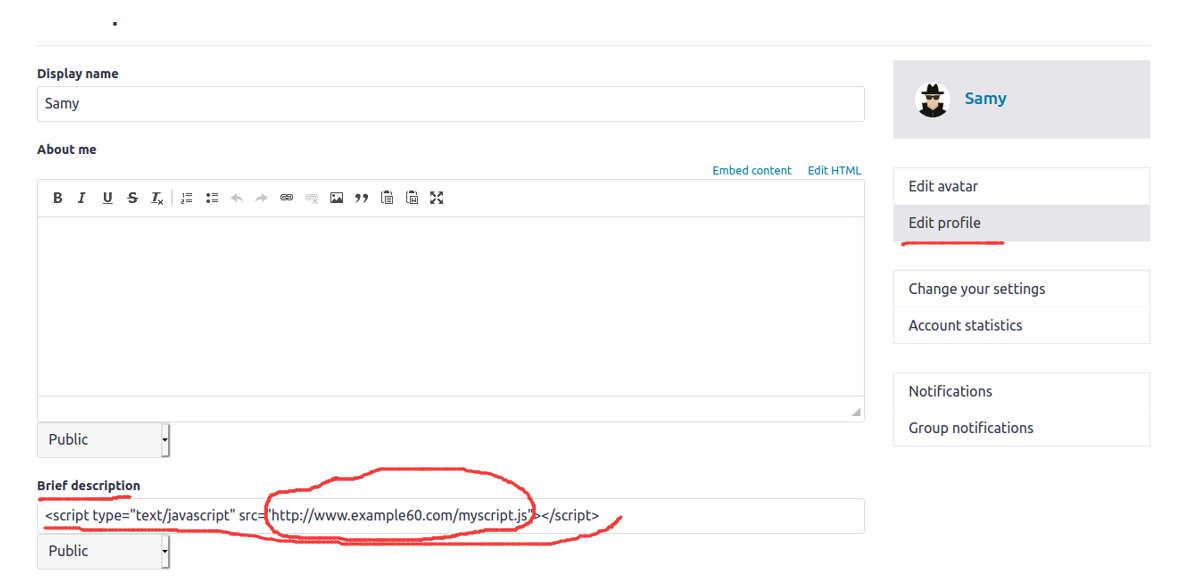 Display name
Samy
Samy
About me
Embed content Edit HTML
B I U S Ix
Edit avatar
Edit profile
Change your settings
Account statistics
Notifications
Group notifications
Public
Brief description
<script type="text/javascript" src="http://www.example60.com/myscript.js"></script>
Public